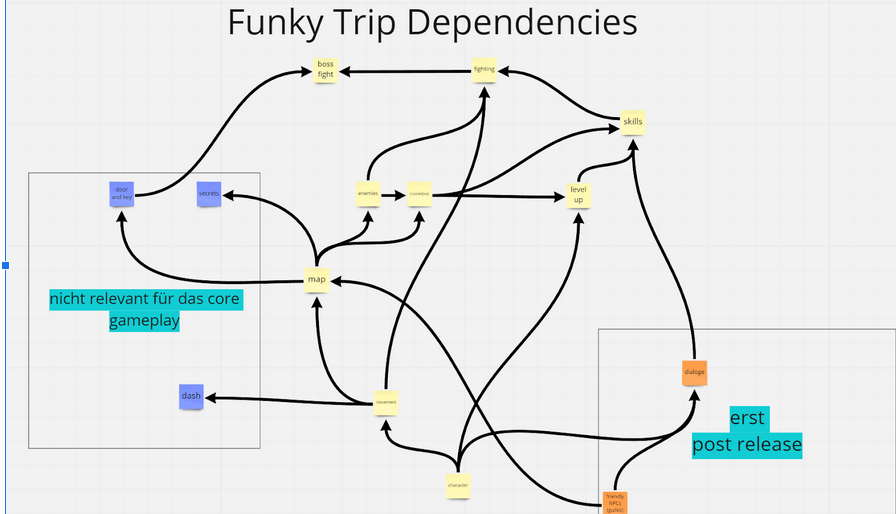 Funky Trip Dependencies
boss
fight
fighting
skills
door
and key
secrets
enemies
level
up
map
nicht relevant für das core
gameplay
dialoge
dash
movement
erst
post release
character
friendly
NPCs
(guides)